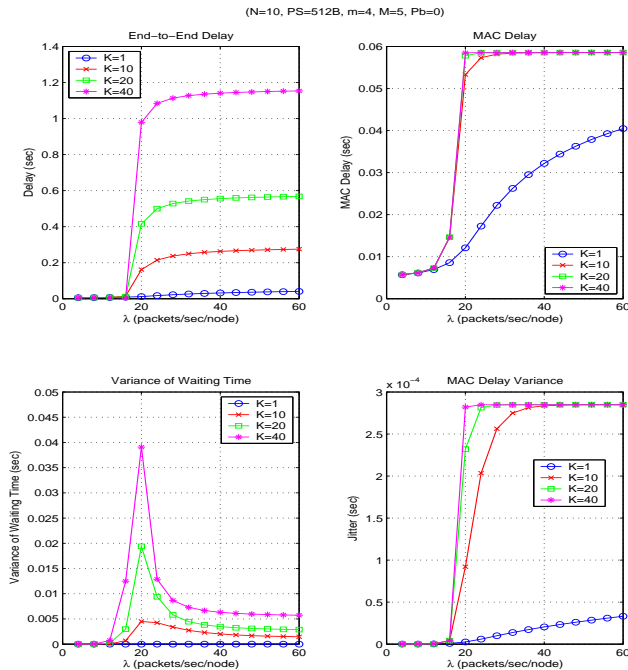 (N=10, PS=512B, m=4, M=5, Pb=0)
End−to−End Delay
1.4
1.2
1
0.8
0.6
0.4
0.2
0
0
20
40
60
Delay (sec)
λ (packets/sec/node)
K=1
K=10
K=20
K=40
MAC Delay
0.06
0.05
0.04
0.03
0.02
0.01
0
0
20
40
60
MAC Delay (sec)
λ (packets/sec/node)
K=1
K=10
K=20
K=40
Variance of Waiting Time
0.05
0.045
0.04
0.035
0.03
0.025
0.02
0.015
0.01
0.005
0
0
20
40
60
Variance of Waiting Time (sec)
λ (packets/sec/node)
K=1
K=10
K=20
K=40
MAC Delay Variance
x 10⁻⁴
3
2.5
2
1.5
1
0.5
0
0
20
40
60
Jitter (sec)
λ (packets/sec/node)
K=1
K=10
K=20
K=40